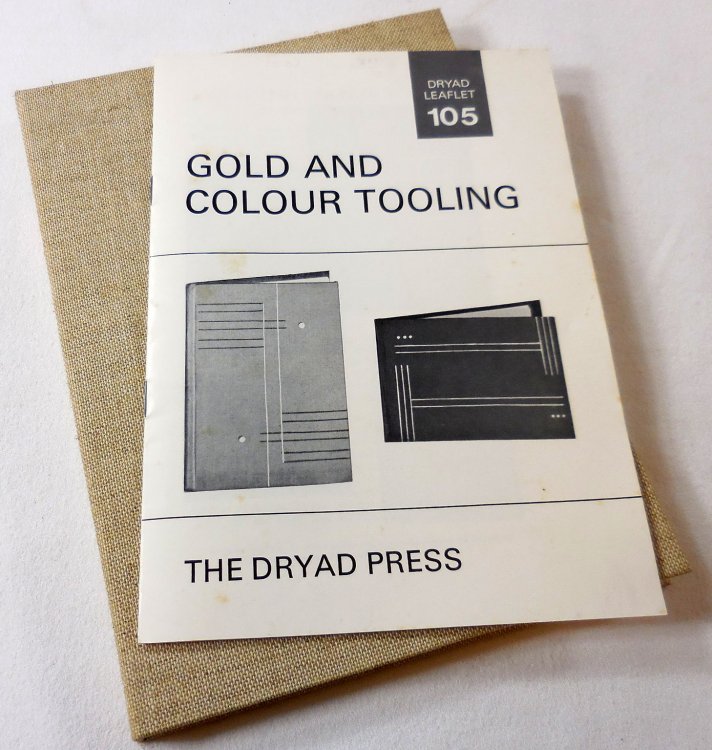 DRYAD
LEAFLET
105
GOLD AND
COLOUR TOOLING
THE DRYAD PRESS